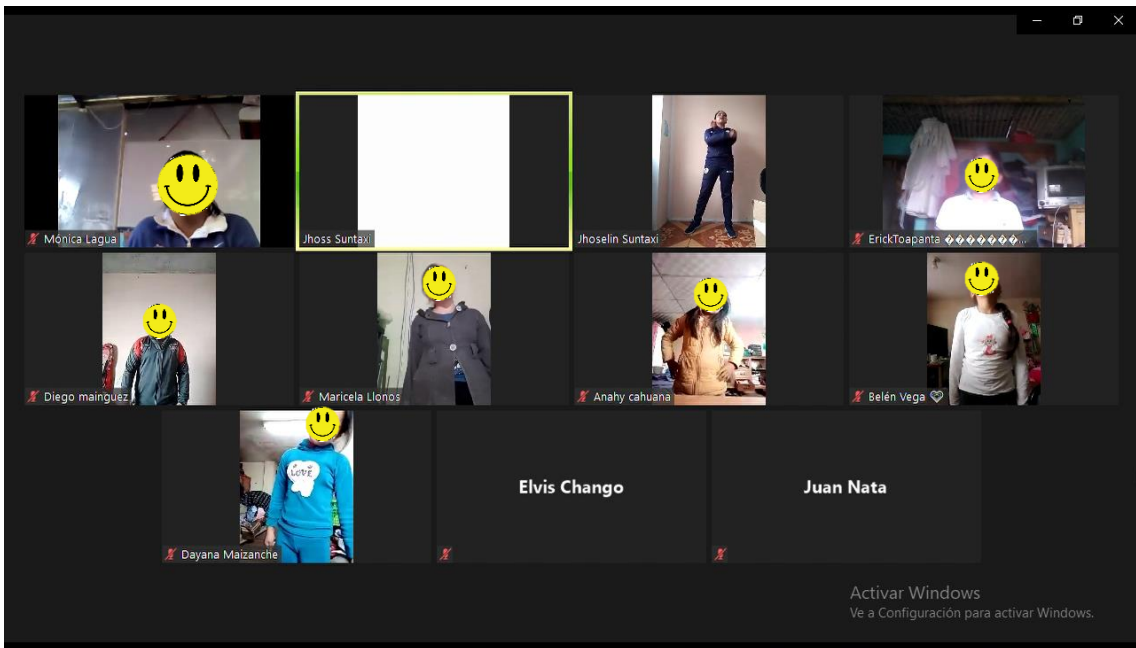 Mónica Lagua
Jhoss Suntaxi
Jhoselin Suntaxi
ErickToapanta �������...
Diego mainguez
Maricela Llonos
Anahy cahuana
Belén Vega 💝
LOVE
Dayana Maizanche
Elvis Chango
Juan Nata
Activar Windows
Ve a Configuración para activar Windows.